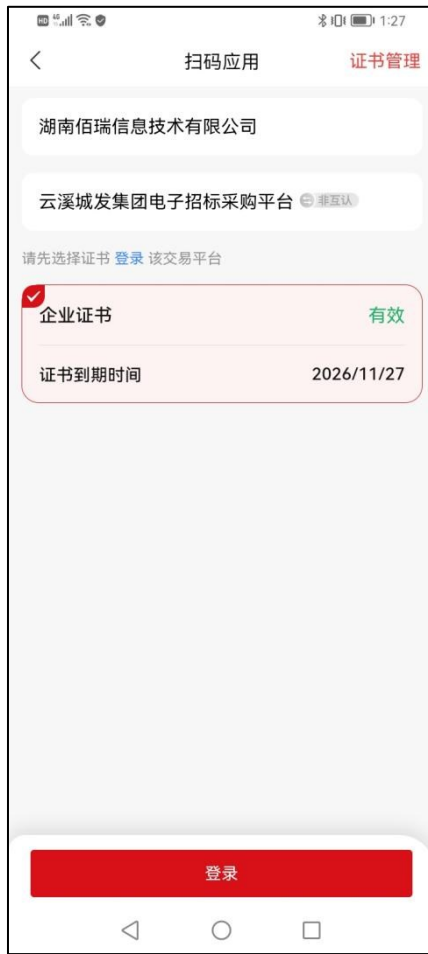 HD 1:27
扫码应用 证书管理
湖南佰瑞信息技术有限公司
云溪城发集团电子招标采购平台 非互认
请先选择证书 登录 该交易平台
企业证书 有效
证书到期时间 2026/11/27
登录